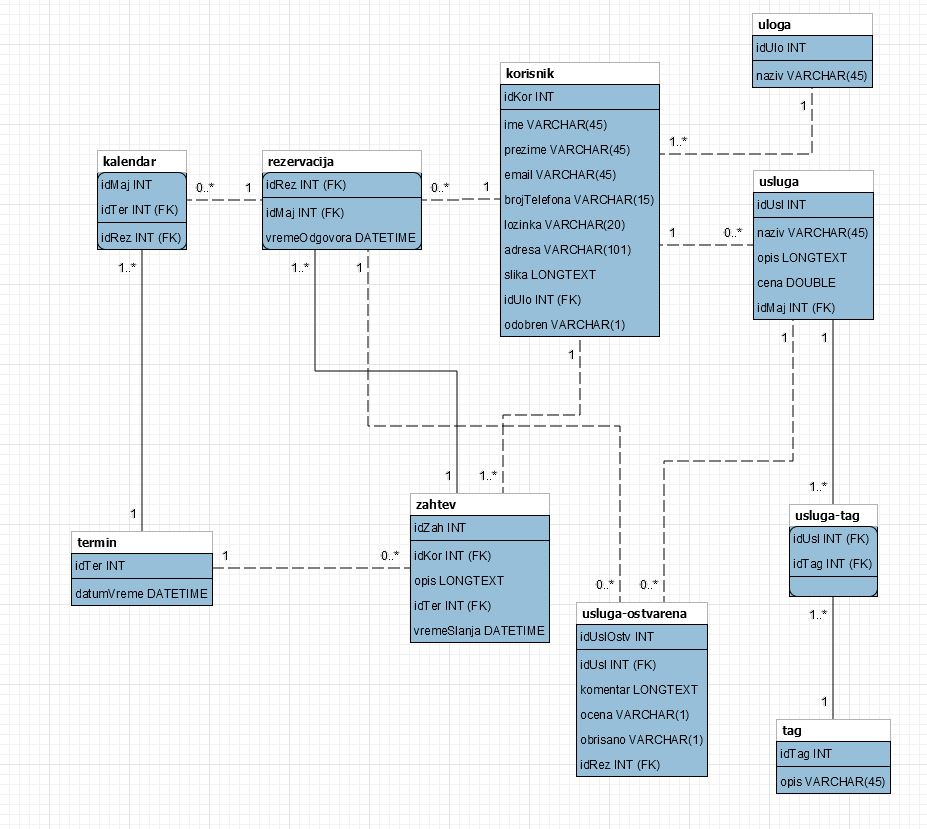 uloga
idUlo INT
naziv VARCHAR(45)
1
1..*
korisnik
idKor INT
ime VARCHAR(45)
prezime VARCHAR(45)
email VARCHAR(45)
brojTelefona VARCHAR(15)
lozinka VARCHAR(20)
adresa VARCHAR(101)
slika LONGTEXT
idUlo INT (FK)
odobren VARCHAR(1)
kalendar
idMaj INT
idTer INT (FK)
idRez INT (FK)
0..*
1
rezervacija
idRez INT (FK)
idMaj INT (FK)
vremeOdgovora DATETIME
0..*
1
1
0..*
usluga
idUsl INT
naziv VARCHAR(45)
opis LONGTEXT
cena DOUBLE
idMaj INT (FK)
1..*
1..*
1
1
1
1
1
1
1..*
1..*
zahtev
idZah INT
idKor INT (FK)
opis LONGTEXT
idTer INT (FK)
vremeSlanja DATETIME
termin
idTer INT
datumVreme DATETIME
1
0..*
usluga-tag
idUsl INT (FK)
idTag INT (FK)
1..*
1
0..*
0..*
usluga-ostvarena
idUslOstv INT
idUsl INT (FK)
komentar LONGTEXT
ocena VARCHAR(1)
obrisano VARCHAR(1)
idRez INT (FK)
tag
idTag INT
opis VARCHAR(45)